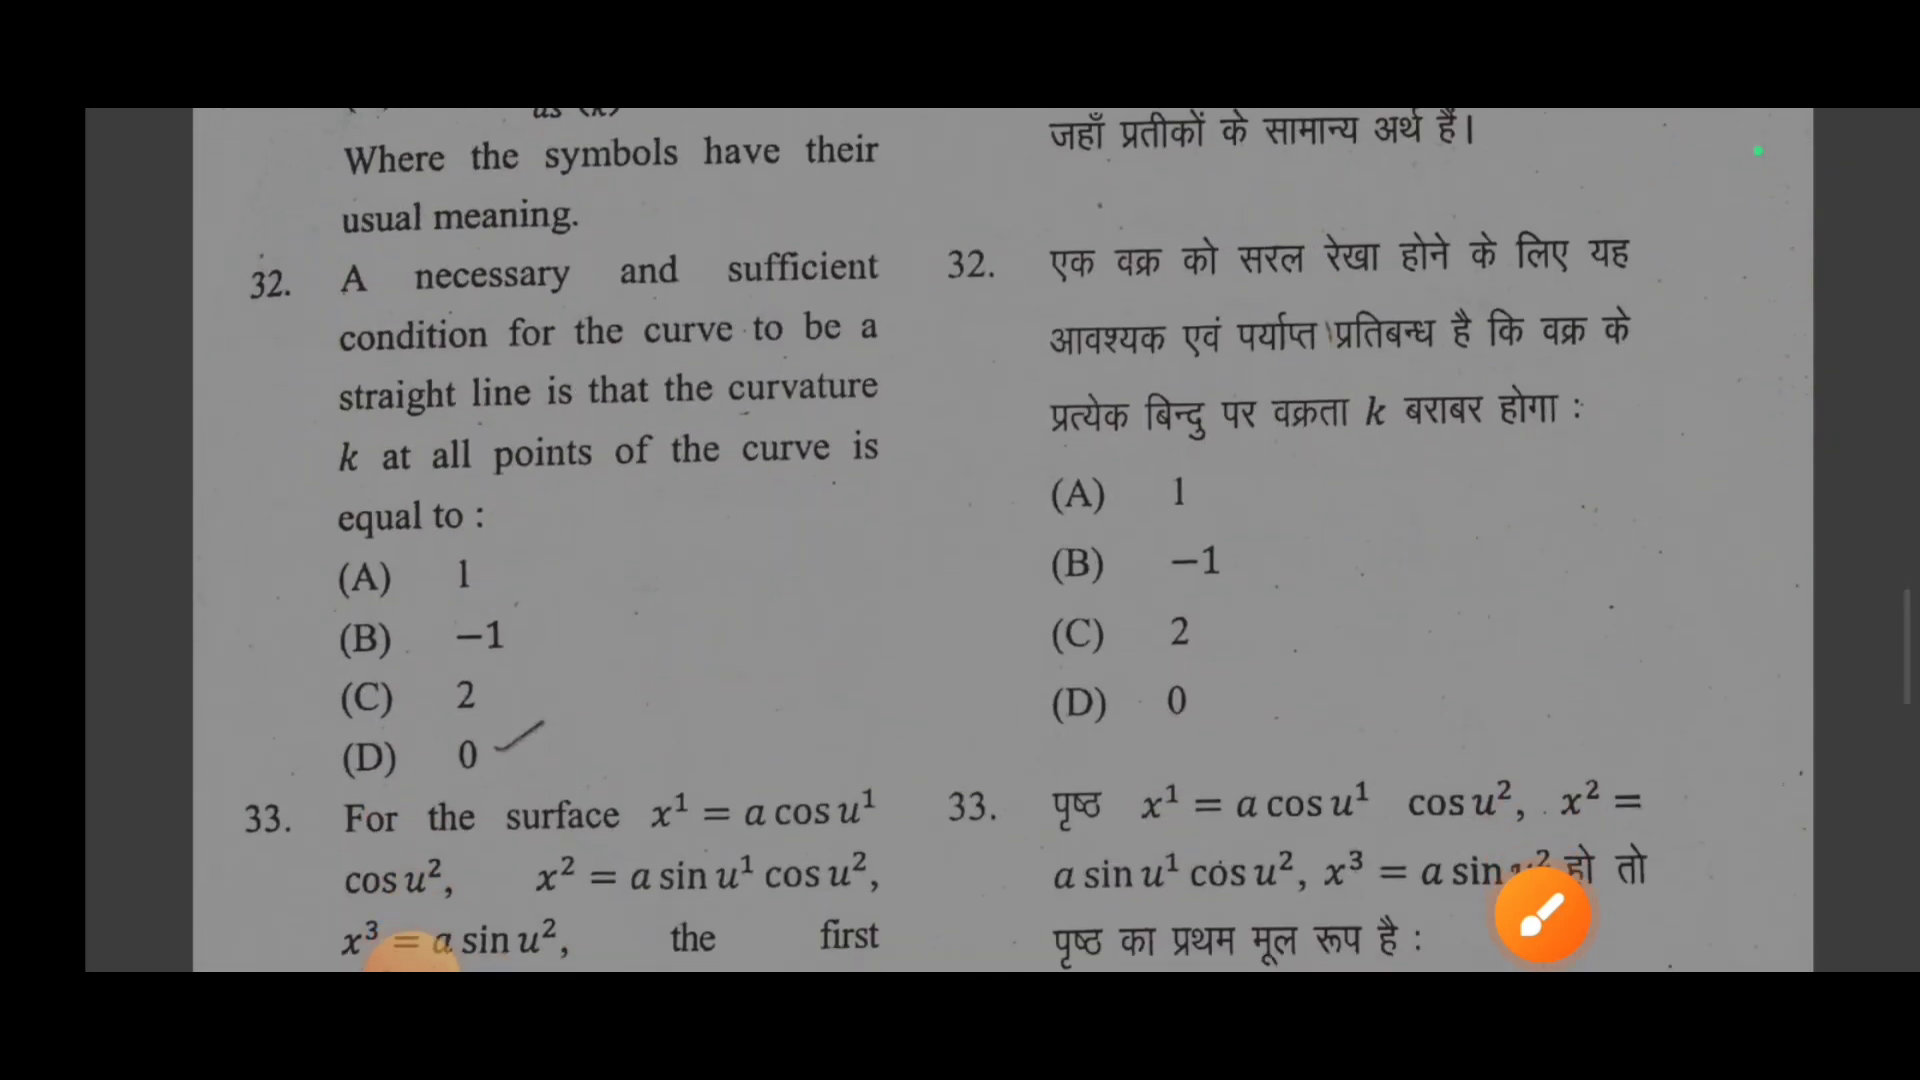 Where the symbols have their
usual meaning.
32. A necessary and sufficient
condition for the curve to be a
straight line is that the curvature
k at all points of the curve is
equal to :
(A) 1
(B) −1
(C) 2
(D) 0
33. For the surface x¹ = a cos u¹
cos u², x² = a sin u¹ cos u²,
x³ = a sin u², the first
जहाँ प्रतीकों के सामान्य अर्थ हैं।
32. एक वक्र को सरल रेखा होने के लिए यह
आवश्यक एवं पर्याप्त प्रतिबन्ध है कि वक्र के
प्रत्येक बिन्दु पर वक्रता k बराबर होगा :
(A) 1
(B) −1
(C) 2
(D) 0
33. पृष्ठ x¹ = a cos u¹ cos u², x² =
a sin u¹ cos u², x³ = a sin u² हो तो
पृष्ठ का प्रथम मूल रूप है :